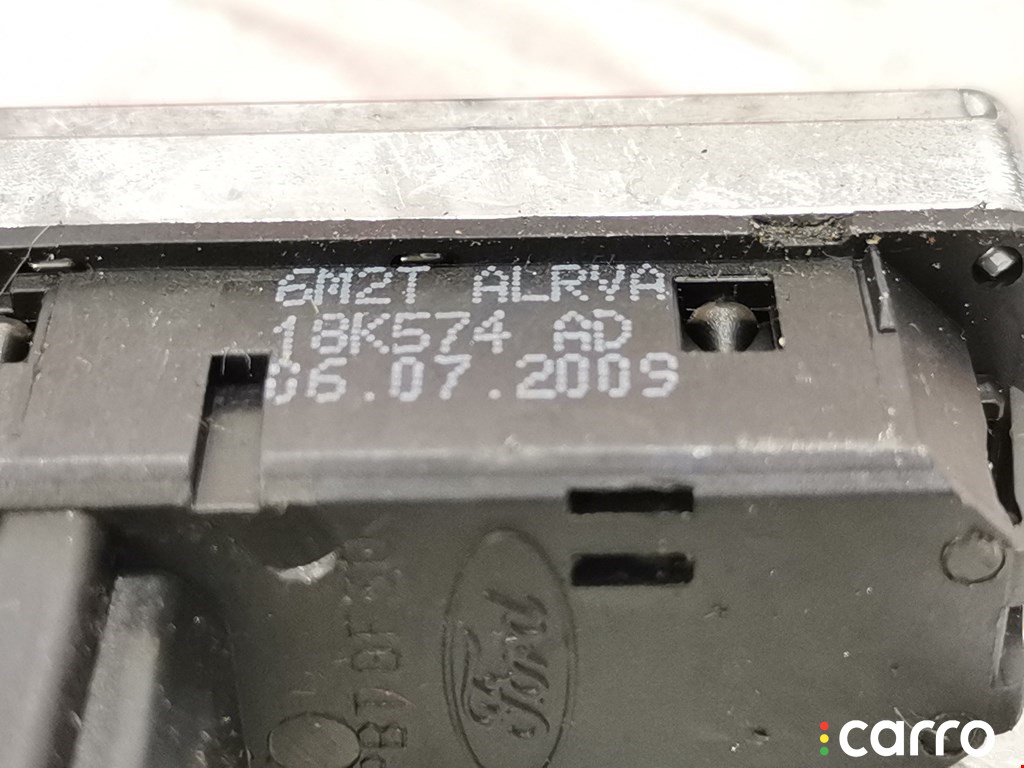 6M2T ALRVA
18K574 AD
06.07.2009
Ford
carro